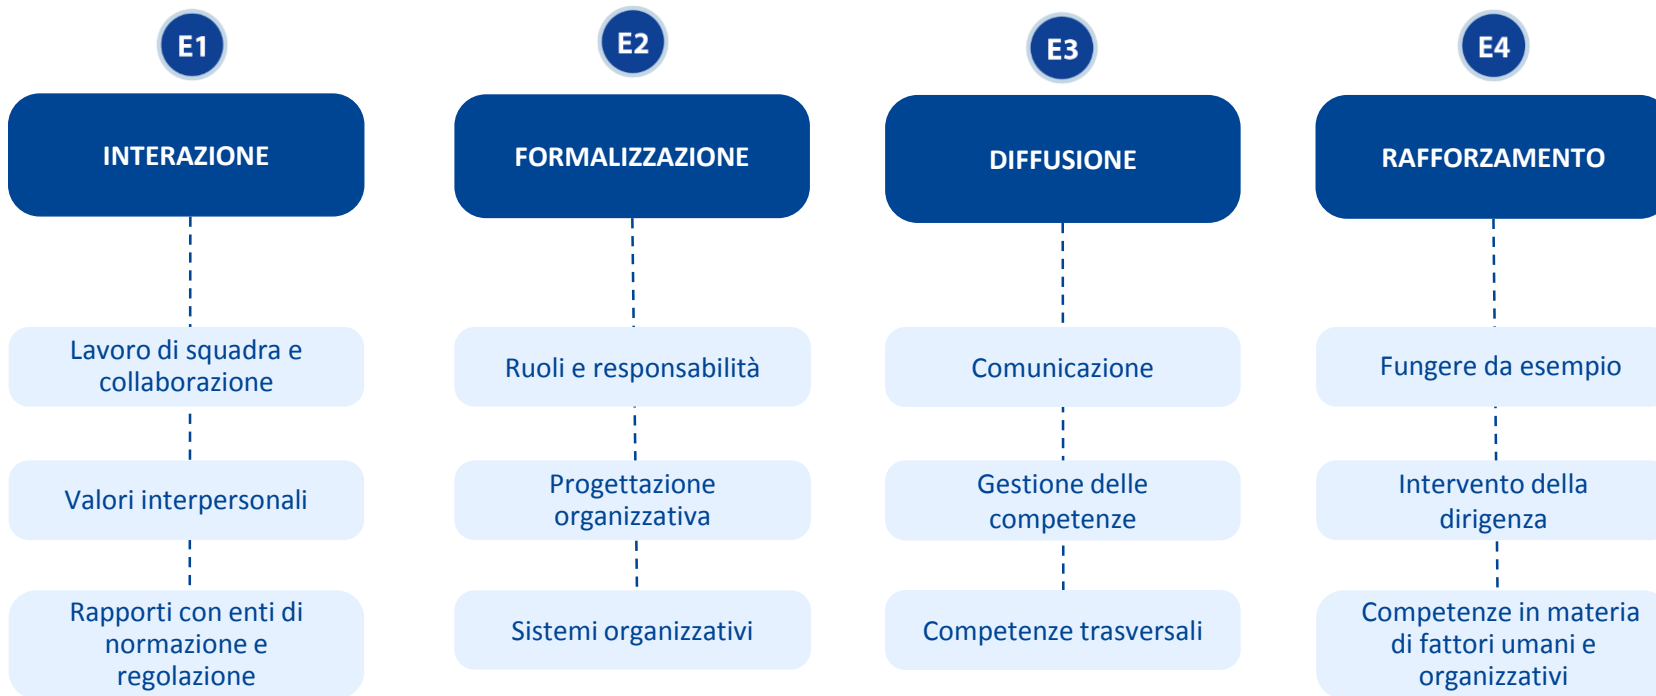 E1
INTERAZIONE
Lavoro di squadra e
collaborazione
Valori interpersonali
Rapporti con enti di
normazione e
regolazione
E2
FORMALIZZAZIONE
Ruoli e responsabilità
Progettazione
organizzativa
Sistemi organizzativi
E3
DIFFUSIONE
Comunicazione
Gestione delle
competenze
Competenze trasversali
E4
RAFFORZAMENTO
Fungere da esempio
Intervento della
dirigenza
Competenze in materia
di fattori umani e
organizzativi